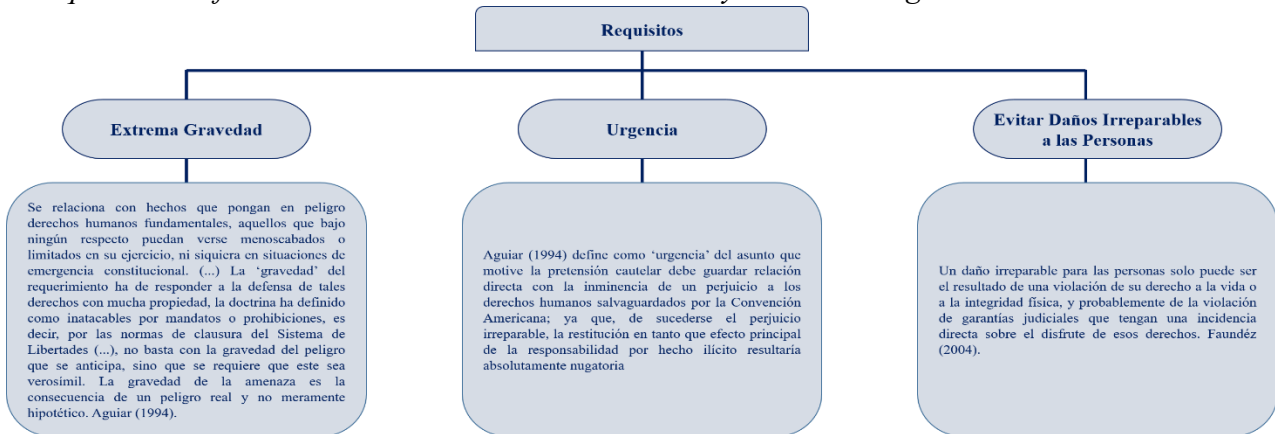 Requisitos
Extrema Gravedad
Se relaciona con hechos que pongan en peligro
derechos humanos fundamentales, aquellos que bajo
ningún respecto puedan verse menoscabados o
limitados en su ejercicio, ni siquiera en situaciones de
emergencia constitucional. (...) La ‘gravedad’ del
requerimiento ha de responder a la defensa de tales
derechos con mucha propiedad, la doctrina ha definido
como inatacables por mandatos o prohibiciones, es
decir, por las normas de clausura del Sistema de
Libertades (...), no basta con la gravedad del peligro
que se anticipa, sino que se requiere que este sea
verosímil. La gravedad de la amenaza es la
consecuencia de un peligro real y no meramente
hipotético. Aguiar (1994).
Urgencia
Aguiar (1994) define como ‘urgencia’ del asunto que
motive la pretensión cautelar debe guardar relación
directa con la inminencia de un perjuicio a los
derechos humanos salvaguardados por la Convención
Americana; ya que, de sucederse el perjuicio
irreparable, la restitución en tanto que efecto principal
de la responsabilidad por hecho ilícito resultaría
absolutamente nugatoria
Evitar Daños Irreparables
a las Personas
Un daño irreparable para las personas solo puede ser
el resultado de una violación de su derecho a la vida o
a la integridad física, y probablemente de la violación
de garantías judiciales que tengan una incidencia
directa sobre el disfrute de esos derechos. Faundéz
(2004).